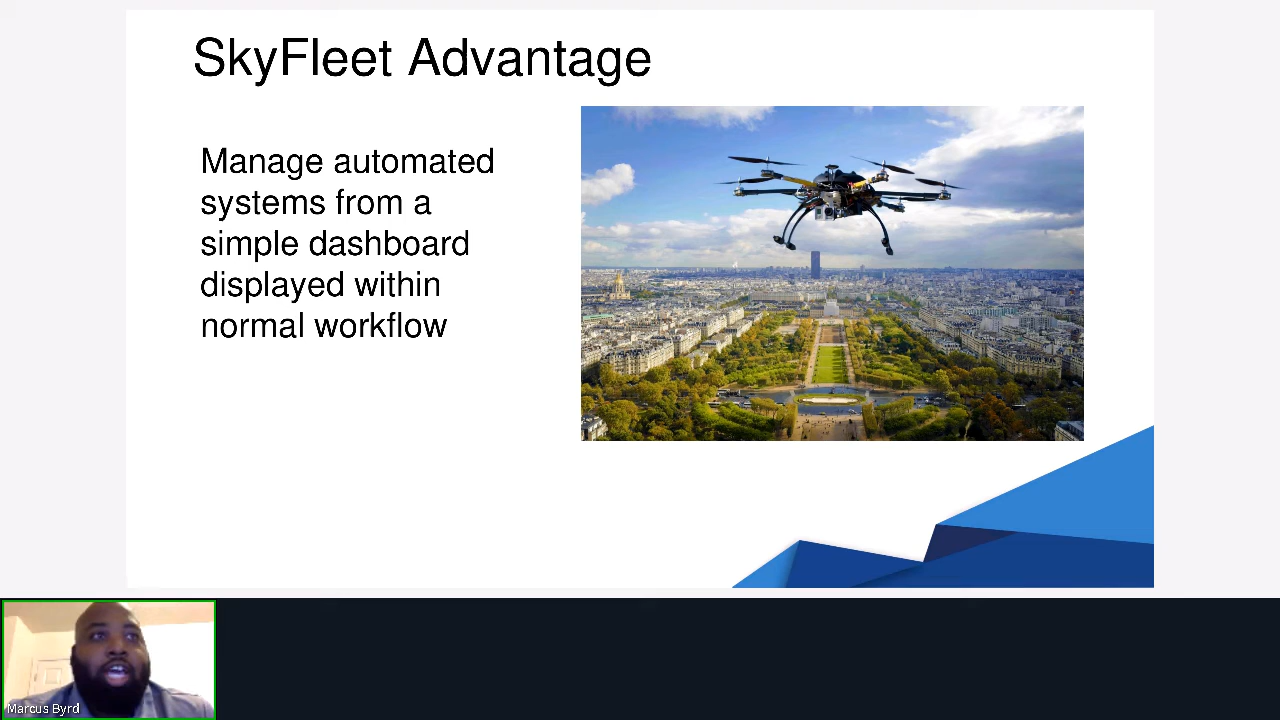 SkyFleet Advantage
Manage automated
systems from a
simple dashboard
displayed within
normal workflow
Marcus Byrd